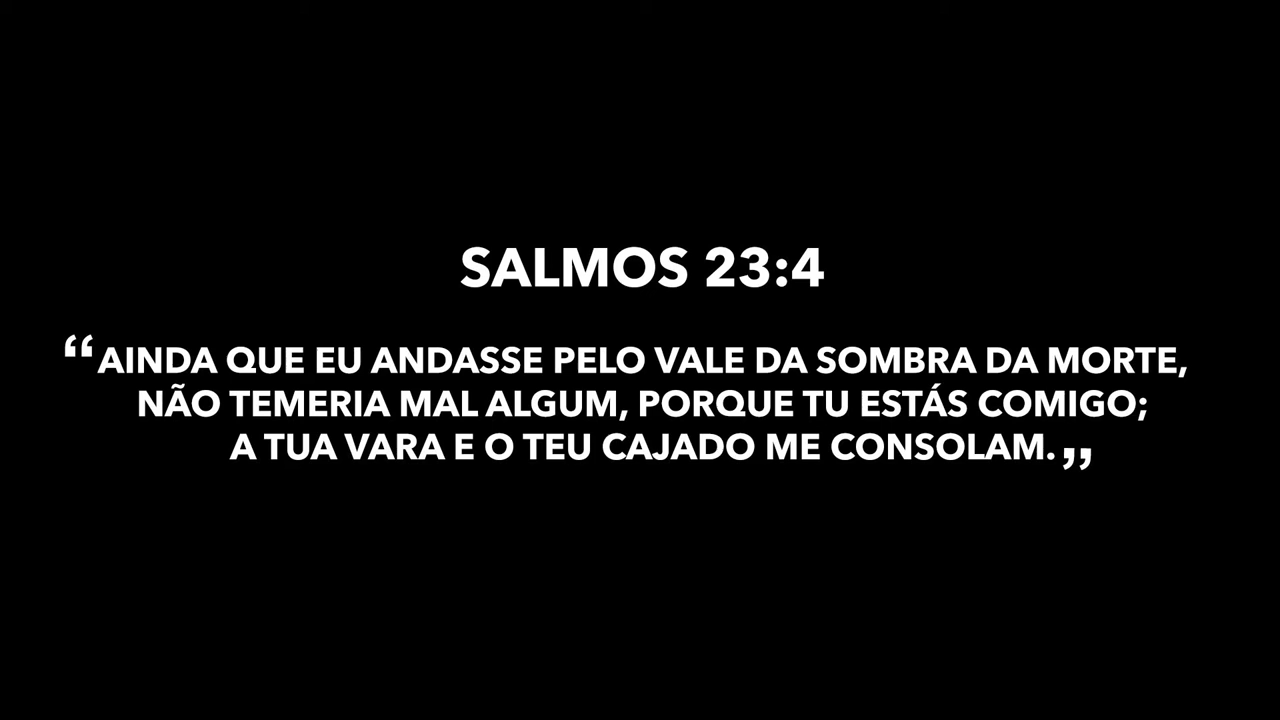 SALMOS 23:4
“AINDA QUE EU ANDASSE PELO VALE DA SOMBRA DA MORTE,
NÃO TEMERIA MAL ALGUM, PORQUE TU ESTÁS COMIGO;
A TUA VARA E O TEU CAJADO ME CONSOLAM.”